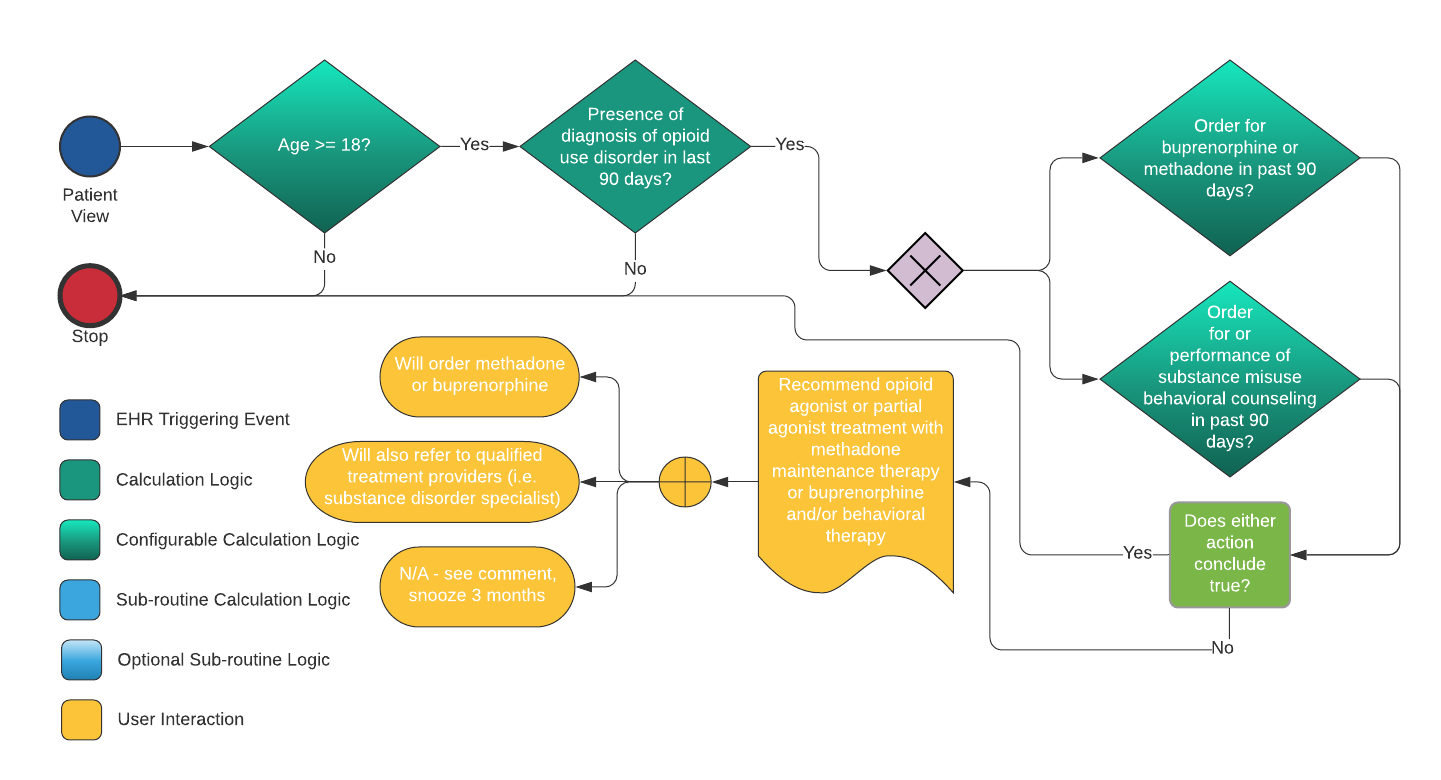 Patient
View
Age >= 18?
Yes
No
Presence of
diagnosis of opioid
use disorder in last
90 days?
Yes
No
Order for
buprenorphine or
methadone in past 90
days?
Order
for or
performance of
substance misuse
behavioral counseling
in past 90
days?
Does either
action
conclude
true?
Yes
No
Stop
Recommend opioid
agonist or partial
agonist treatment with
methadone
maintenance therapy
or buprenorphine
and/or behavioral
therapy
Will order methadone
or buprenorphine
Will also refer to qualified
treatment providers (i.e.
substance disorder specialist)
N/A - see comment,
snooze 3 months
EHR Triggering Event
Calculation Logic
Configurable Calculation Logic
Sub-routine Calculation Logic
Optional Sub-routine Logic
User Interaction